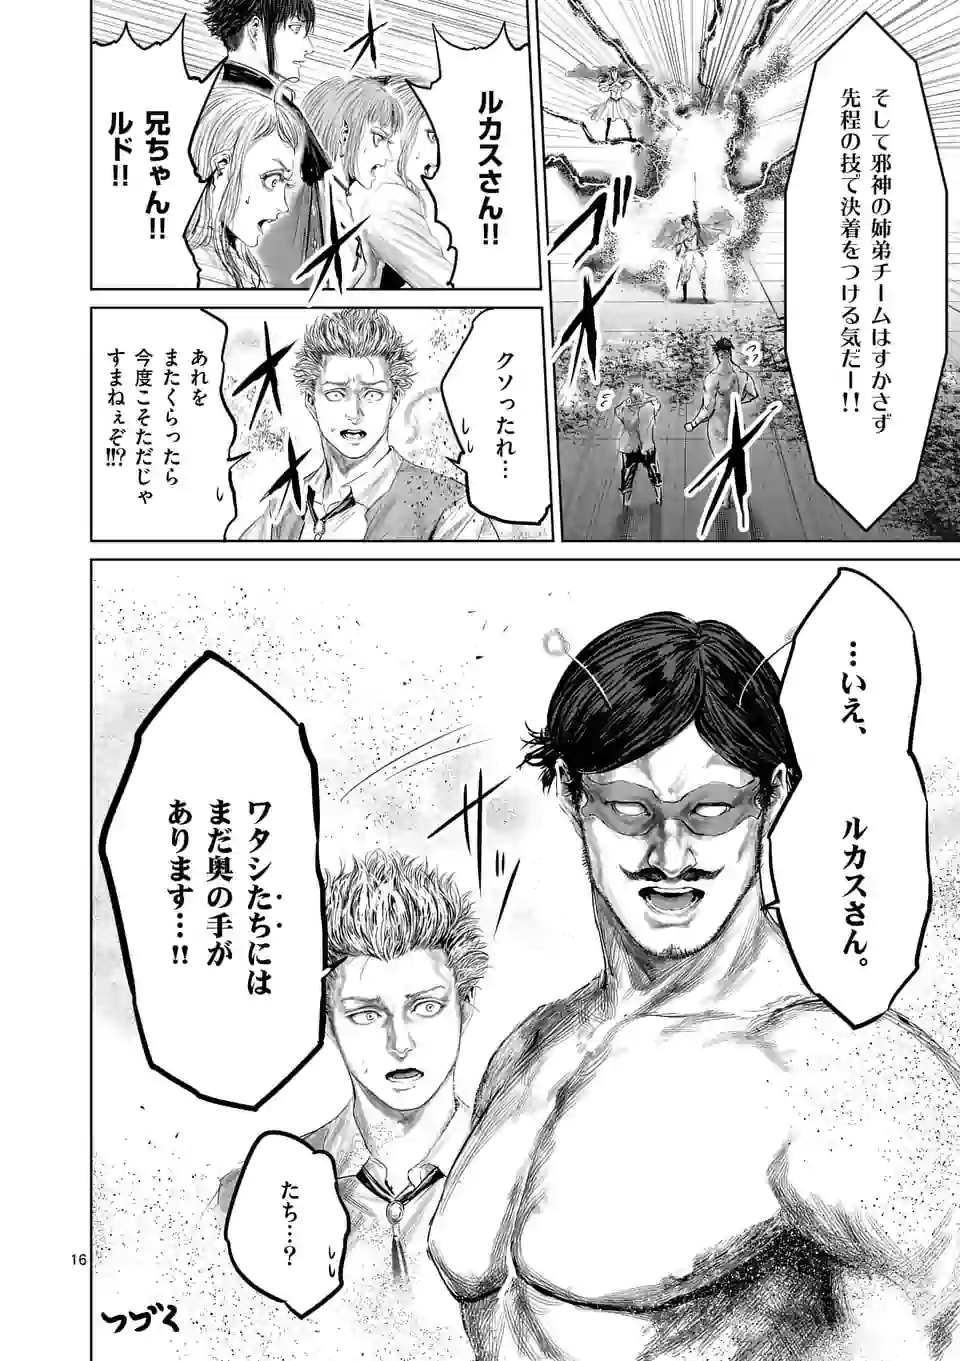 そして邪神の姉弟チームはすかさず
先程の技で決着をつける気だー!!
ルカスさん!!
兄ちゃん!!
ルド!!
クソったれ…
あれを
またくらったら
今度こそただじゃ
すまねぇぞ!!?
…いえ、
ルカスさん。
ワタシたちには
まだ奥の手が
あります…!!
たち…?
16
つづく